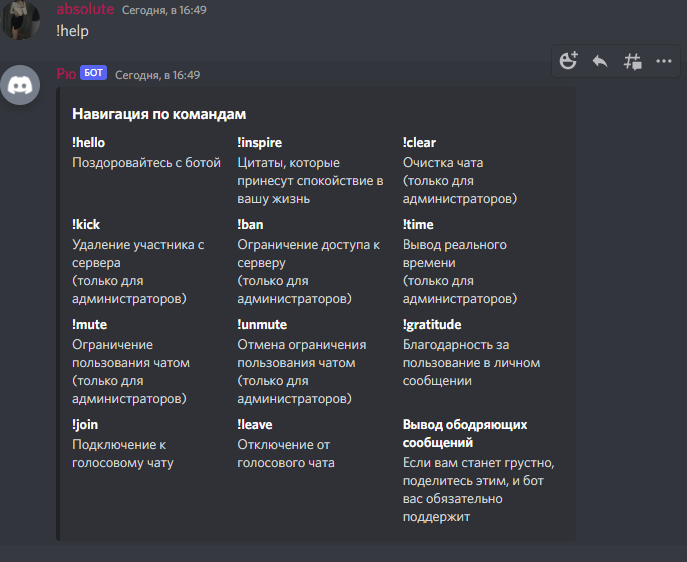 absolute Сегодня, в 16:49
!help
Рю БОТ Сегодня, в 16:49
Навигация по командам
!hello
Поздоровайтесь с ботой
!inspire
Цитаты, которые
принесут спокойствие в
вашу жизнь
!clear
Очистка чата
(только для
администраторов)
!kick
Удаление участника с
сервера
(только для
администраторов)
!ban
Ограничение доступа к
серверу
(только для
администраторов)
!time
Вывод реального
времени
(только для
администраторов)
!mute
Ограничение
пользования чатом
(только для
администраторов)
!unmute
Отмена ограничения
пользования чатом
(только для
администраторов)
!gratitude
Благодарность за
пользование в личном
сообщении
!join
Подключение к
голосовому чату
!leave
Отключение от
голосового чата
Вывод ободряющих
сообщений
Если вам станет грустно,
поделитесь этим, и бот
вас обязательно
поддержит